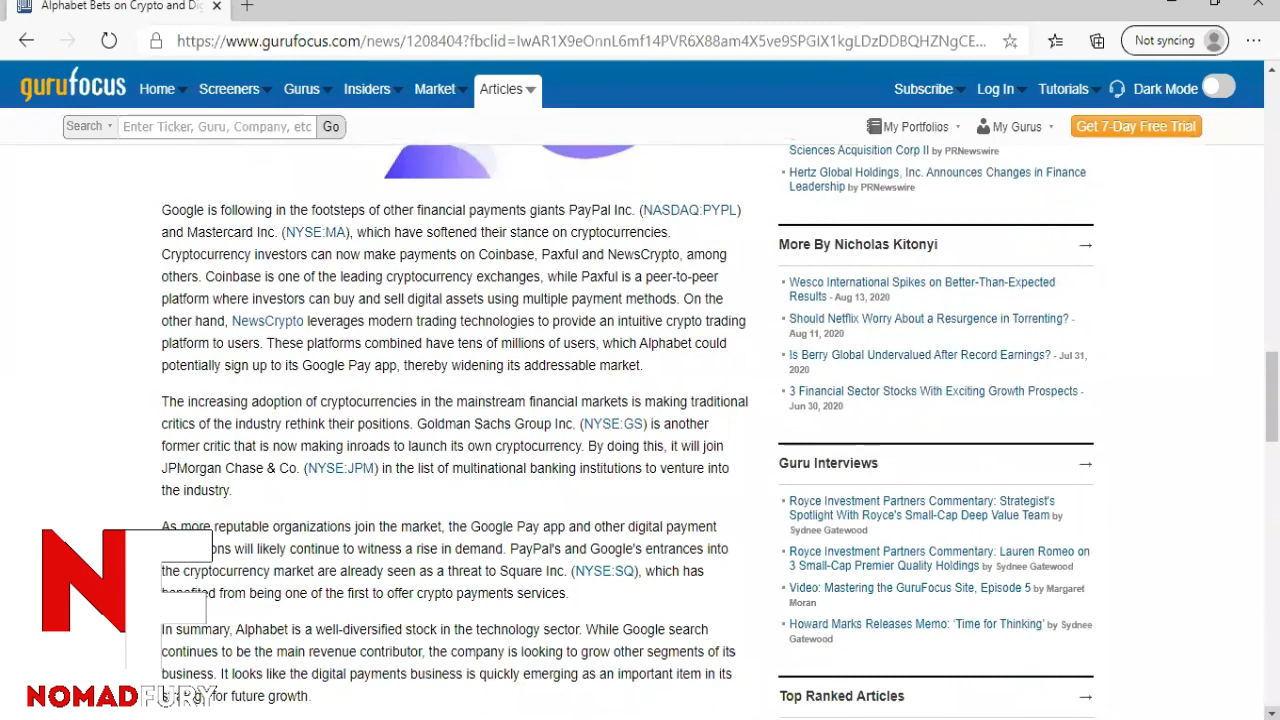 Alphabet Bets on Crypto and Di
https://www.gurufocus.com/news/1208404?fbclid=IwAR1X9eOnnL6mf14PVR6X88am4X5ve9SPGIX1kgLDzDDBQHZNgCE...
Not syncing
gurufocus
Home
Screeners
Gurus
Insiders
Market
Articles
Subscribe
Log In
Tutorials
Dark Mode
Search
Enter Ticker, Guru, Company, etc
Go
My Portfolios
My Gurus
Get 7-Day Free Trial
Google is following in the footsteps of other financial payments giants PayPal Inc. (NASDAQ:PYPL)
and Mastercard Inc. (NYSE:MA), which have softened their stance on cryptocurrencies.
Cryptocurrency investors can now make payments on Coinbase, Paxful and NewsCrypto, among
others. Coinbase is one of the leading cryptocurrency exchanges, while Paxful is a peer-to-peer
platform where investors can buy and sell digital assets using multiple payment methods. On the
other hand, NewsCrypto leverages modern trading technologies to provide an intuitive crypto trading
platform to users. These platforms combined have tens of millions of users, which Alphabet could
potentially sign up to its Google Pay app, thereby widening its addressable market.
The increasing adoption of cryptocurrencies in the mainstream financial markets is making traditional
critics of the industry rethink their positions. Goldman Sachs Group Inc. (NYSE:GS) is another
former critic that is now making inroads to launch its own cryptocurrency. By doing this, it will join
JPMorgan Chase & Co. (NYSE:JPM) in the list of multinational banking institutions to venture into
the industry.
As more reputable organizations join the market, the Google Pay app and other digital payment
ons will likely continue to witness a rise in demand. PayPal's and Google's entrances into
the cryptocurrency market are already seen as a threat to Square Inc. (NYSE:SQ), which has
benefited from being one of the first to offer crypto payments services.
In summary, Alphabet is a well-diversified stock in the technology sector. While Google search
continues to be the main revenue contributor, the company is looking to grow other segments of its
business. It looks like the digital payments business is quickly emerging as an important item in its
for future growth.
Sciences Acquisition Corp II by PRNewswire
Hertz Global Holdings, Inc. Announces Changes in Finance
Leadership by PRNewswire
More By Nicholas Kitonyi
Wesco International Spikes on Better-Than-Expected
Results - Aug 13, 2020
Should Netflix Worry About a Resurgence in Torrenting? -
Aug 11, 2020
Is Berry Global Undervalued After Record Earnings? - Jul 31,
2020
3 Financial Sector Stocks With Exciting Growth Prospects -
Jun 30, 2020
Guru Interviews
Royce Investment Partners Commentary: Strategist's
Spotlight With Royce's Small-Cap Deep Value Team by
Sydnee Gatewood
Royce Investment Partners Commentary: Lauren Romeo on
3 Small-Cap Premier Quality Holdings by Sydnee Gatewood
Video: Mastering the GuruFocus Site, Episode 5 by Margaret
Moran
Howard Marks Releases Memo: 'Time for Thinking' by Sydnee
Gatewood
Top Ranked Articles
NF
NOMADFURY